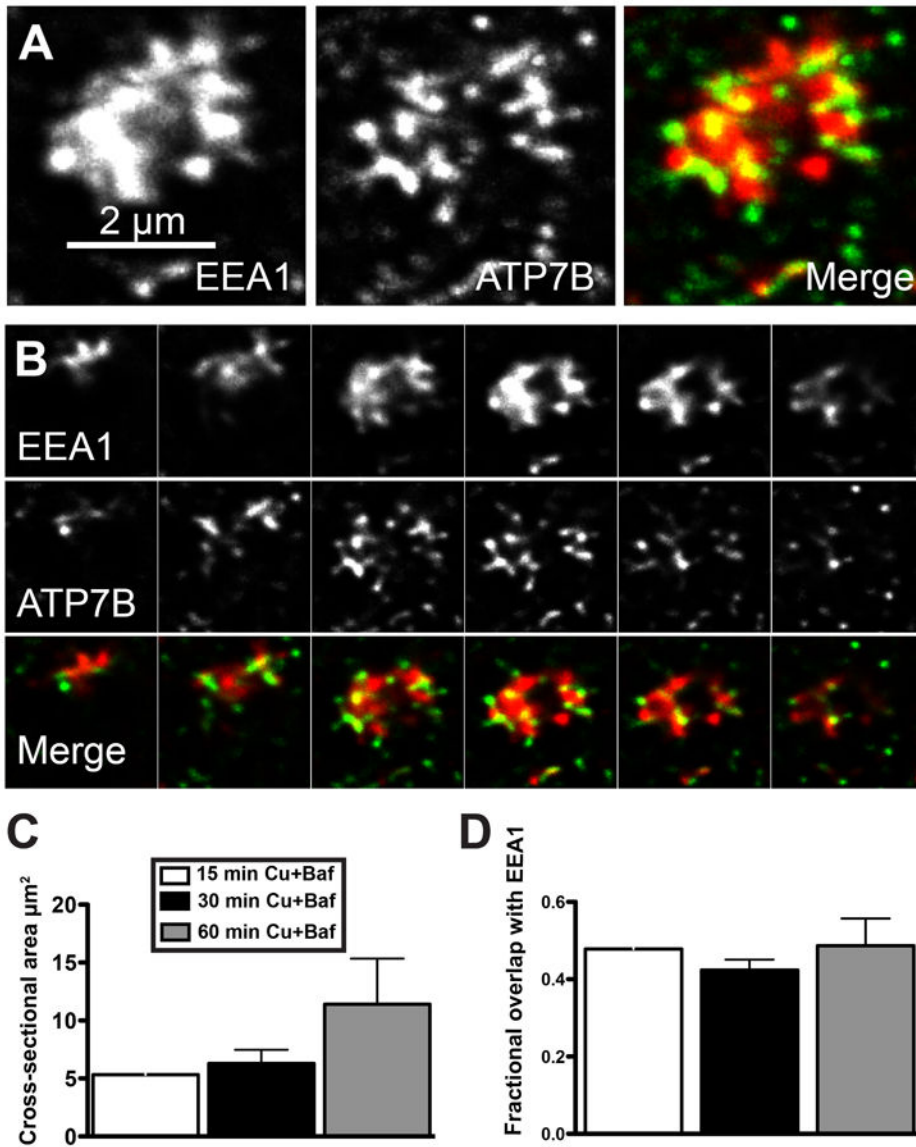 A
2 µm
EEA1
ATP7B
Merge
B
EEA1
ATP7B
Merge
C
Cross-sectional area µm²
20
15
10
5
0
15 min Cu+Baf
30 min Cu+Baf
60 min Cu+Baf
D
Fractional overlap with EEA1
0.6
0.4
0.2
0.0